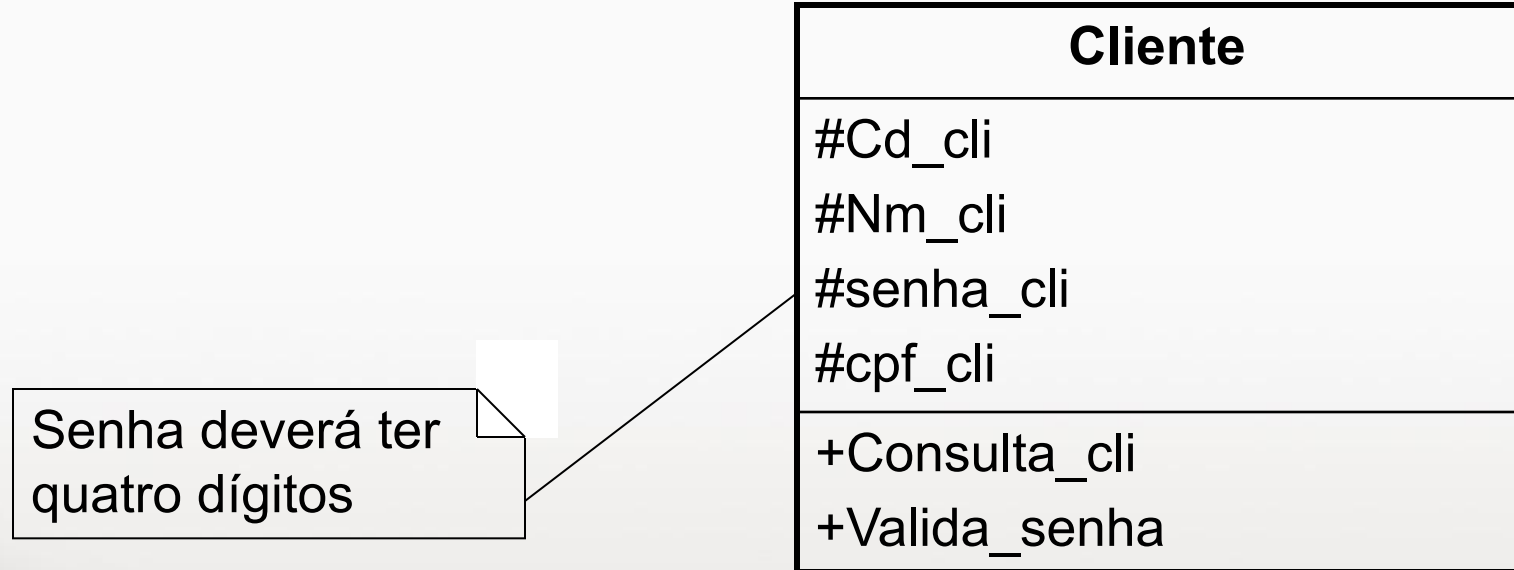 Cliente
#Cd_cli
#Nm_cli
#senha_cli
#cpf_cli
+Consulta_cli
+Valida_senha
Senha deverá ter
quatro dígitos